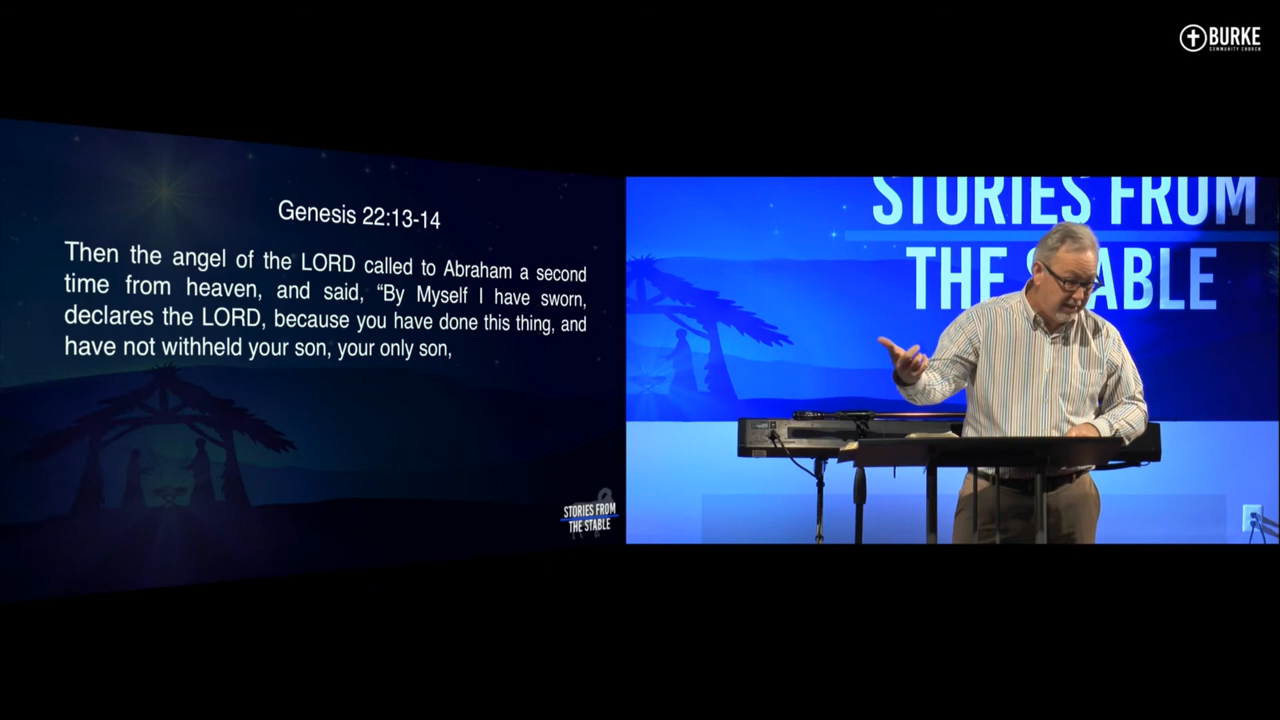 BURKE
COMMUNITY CHURCH
Genesis 22:13-14
Then the angel of the LORD called to Abraham a second
time from heaven, and said, “By Myself I have sworn,
declares the LORD, because you have done this thing, and
have not withheld your son, your only son,
STORIES FROM
THE STABLE
STORIES FROM
THE STABLE